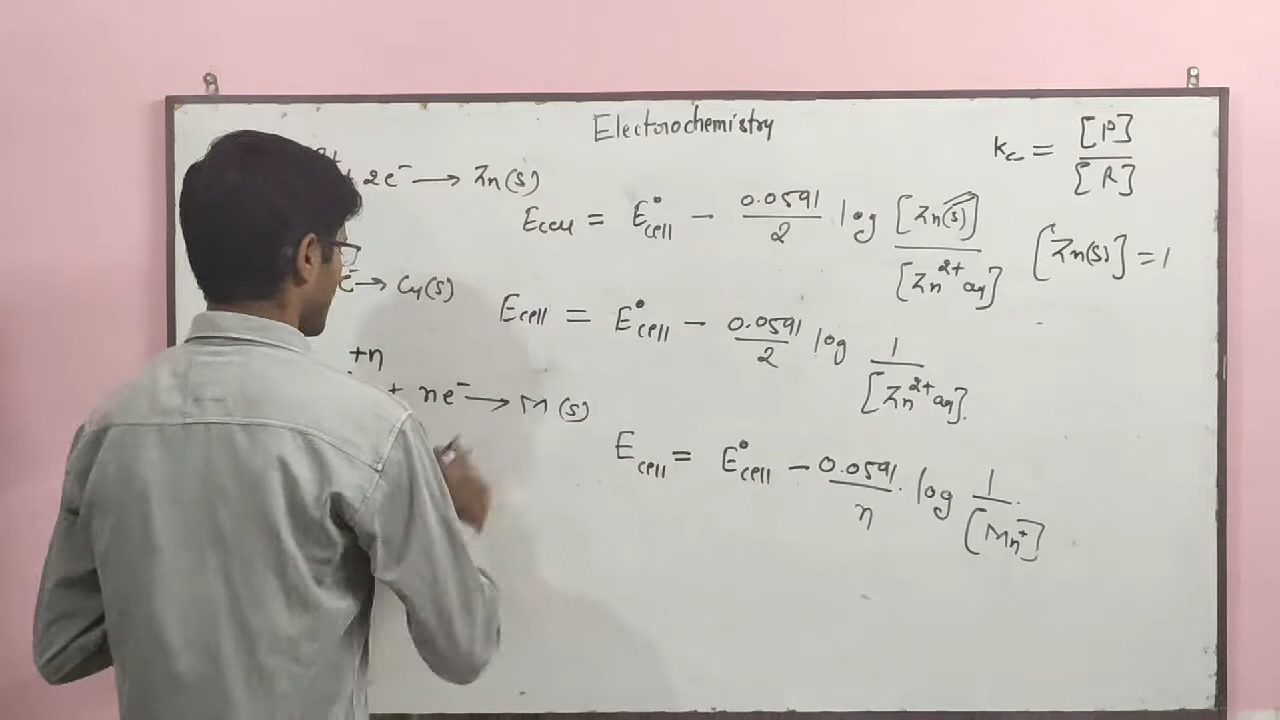 Electrochemistry
Kc = [P] / [R]
2e⁻ → Zn(s)
Ecell = E°cell − 0.0591/2 log [Zn(s)] / [Zn²⁺aq]
[Zn(s)] = 1
e⁻ → Cu(s)
Ecell = E°cell − 0.0591/2 log 1 / [Zn²⁺aq].
+n
+ ne⁻ → M(s)
Ecell = E°cell − 0.0591/n . log 1 / [Mn⁺]